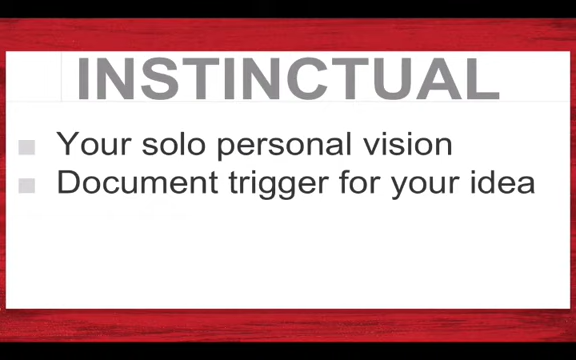 INSTINCTUAL
Your solo personal vision
Document trigger for your idea